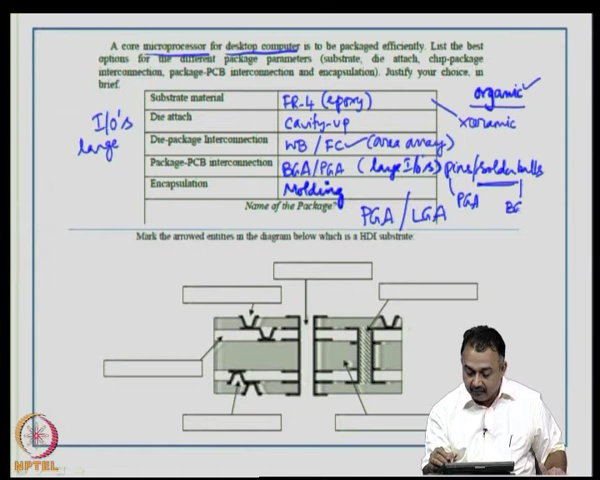 A core microprocessor for desktop computer is to be packaged efficiently. List the best
options for the different package parameters (substrate, die attach, chip-package
interconnection, package-PCB interconnection and encapsulation). Justify your choice, in
brief.
organic ✓
Substrate material FR-4 (epoxy)
x ceramic
I/O's
large
Die attach Cavity-up
Die-package Interconnection WB / FC ✓ (area array)
Package-PCB interconnection BGA/PGA (large I/O's) pins/solder balls
PGA BG
Encapsulation Molding
Name of the Package? PGA / LGA
Mark the arrowed entities in the diagram below which is a HDI substrate.
NPTEL